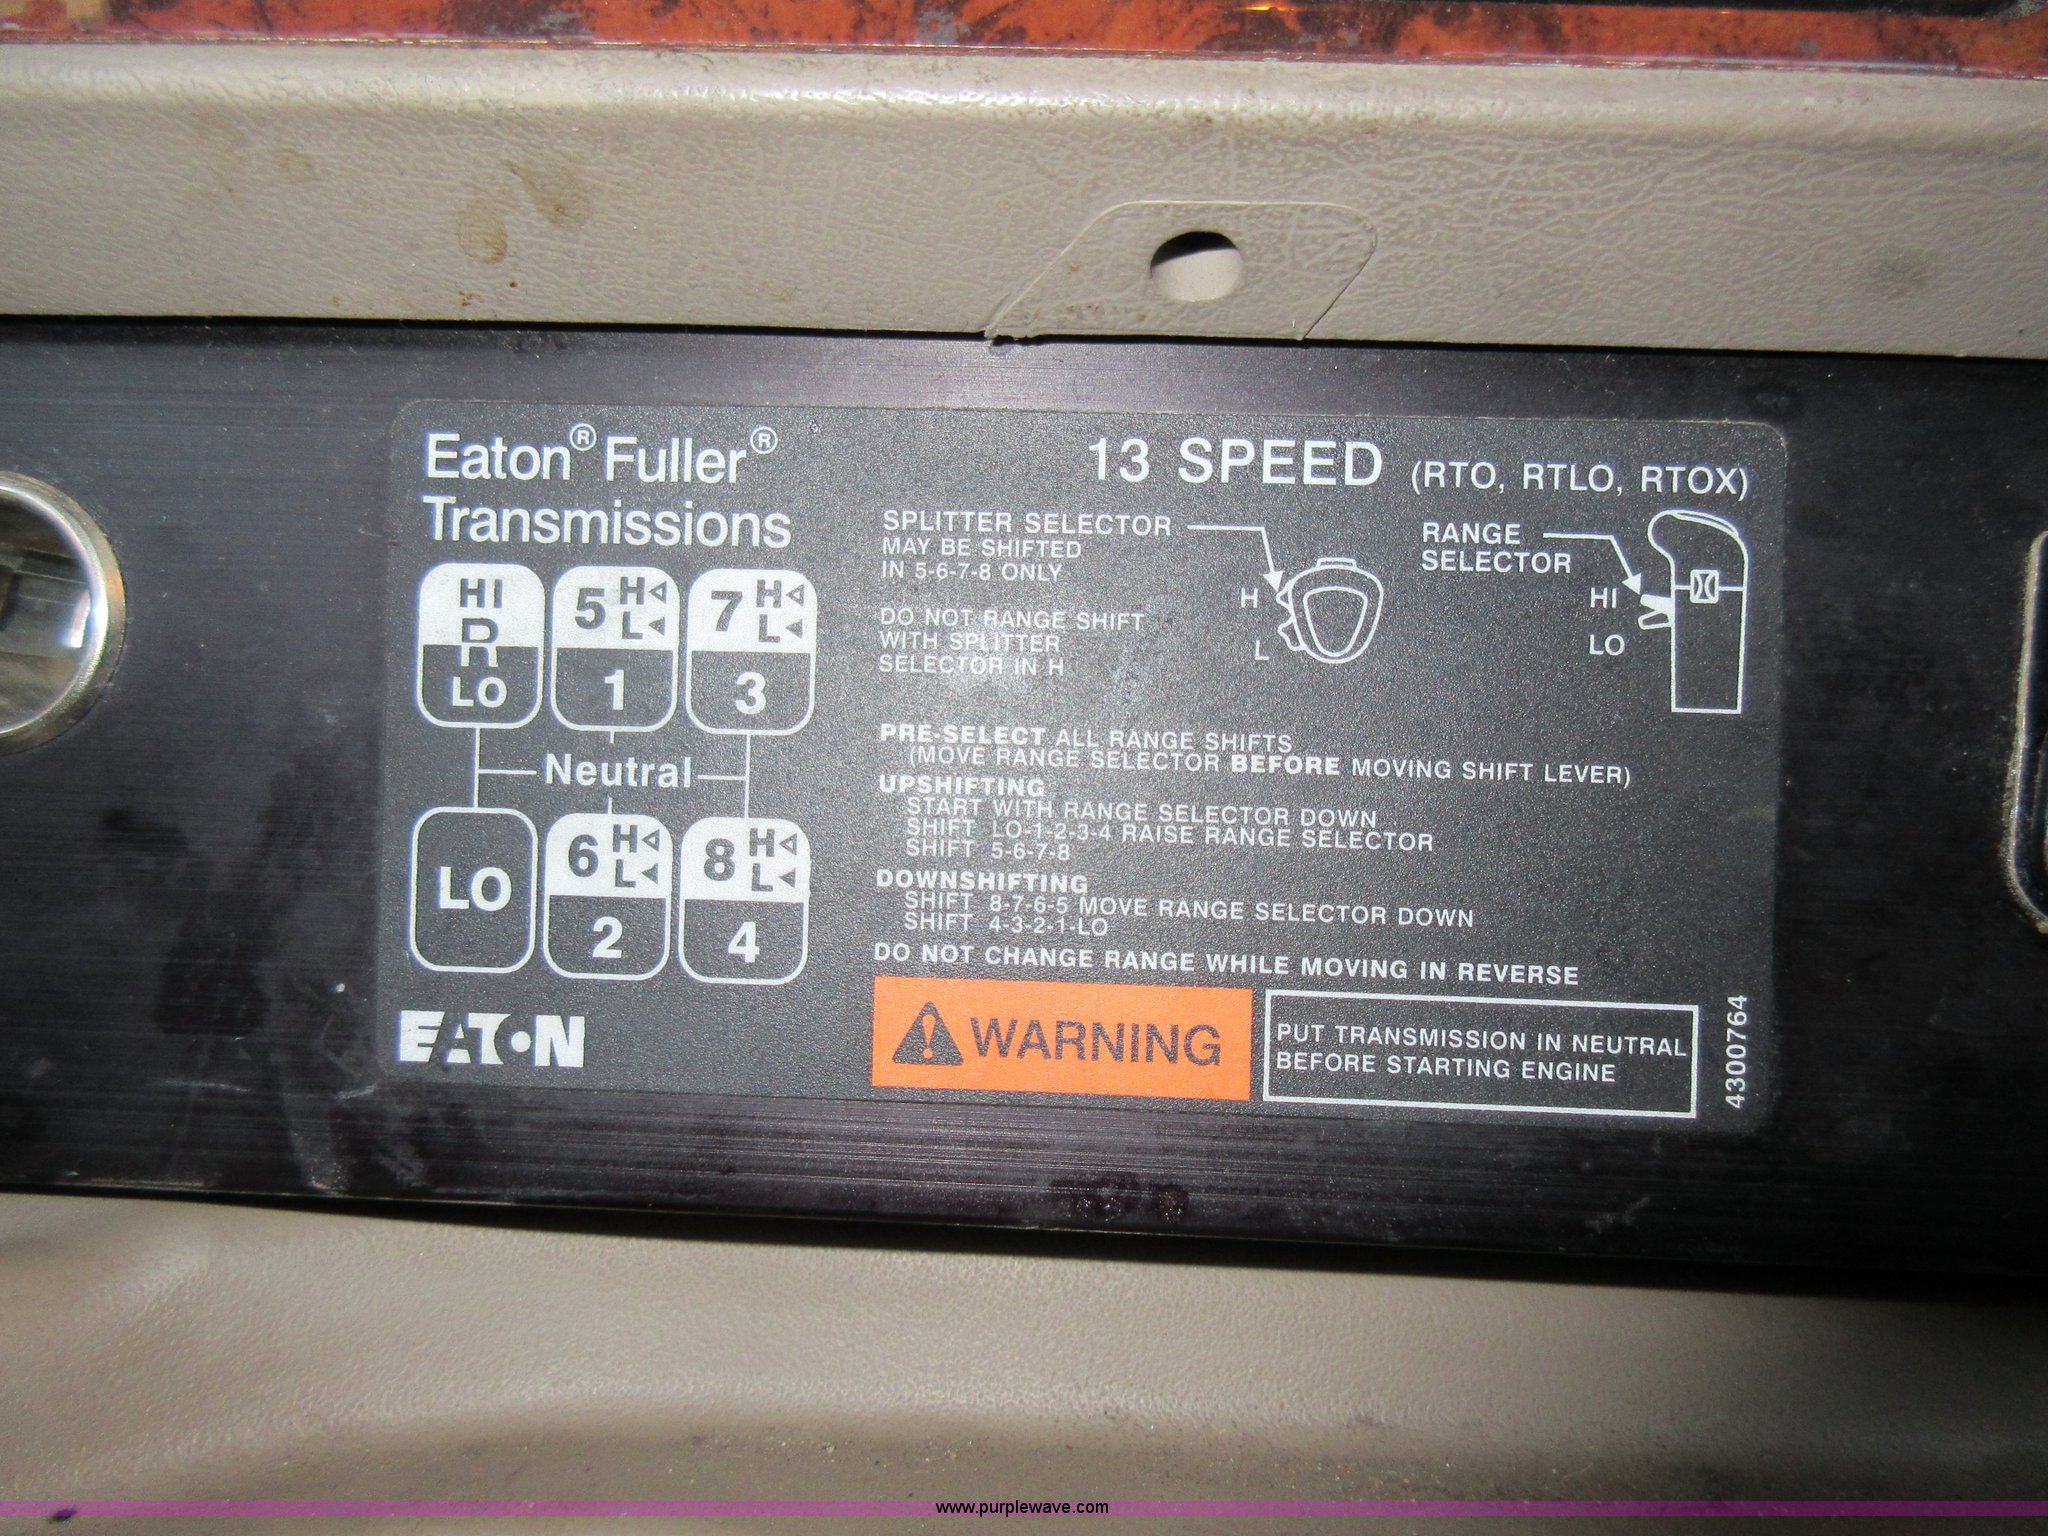 Eaton® Fuller®
Transmissions
13 SPEED (RTO, RTLO, RTOX)
HI
R
LO
5 H
L
1
7 H
L
3
Neutral
LO
6 H
L
2
8 H
L
4
EATON
SPLITTER SELECTOR
MAY BE SHIFTED
IN 5-6-7-8 ONLY
DO NOT RANGE SHIFT
WITH SPLITTER
SELECTOR IN H
H
L
RANGE
SELECTOR
HI
LO
PRE-SELECT ALL RANGE SHIFTS
(MOVE RANGE SELECTOR BEFORE MOVING SHIFT LEVER)
UPSHIFTING
START WITH RANGE SELECTOR DOWN
SHIFT LO-1-2-3-4 RAISE RANGE SELECTOR
SHIFT 5-6-7-8
DOWNSHIFTING
SHIFT 8-7-6-5 MOVE RANGE SELECTOR DOWN
SHIFT 4-3-2-1-LO
DO NOT CHANGE RANGE WHILE MOVING IN REVERSE
WARNING
PUT TRANSMISSION IN NEUTRAL
BEFORE STARTING ENGINE
4300764
www.purplewave.com